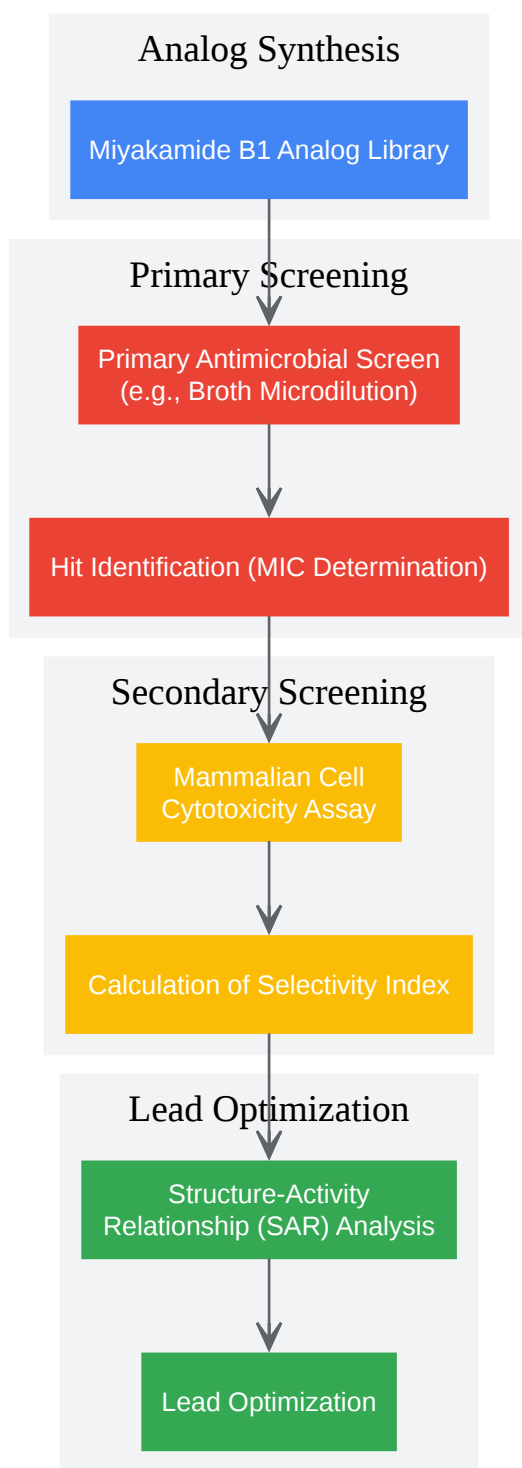 Analog Synthesis
Miyakamide B1 Analog Library
Primary Screening
Primary Antimicrobial Screen
(e.g., Broth Microdilution)
Hit Identification (MIC Determination)
Secondary Screening
Mammalian Cell
Cytotoxicity Assay
Calculation of Selectivity Index
Lead Optimization
Structure-Activity
Relationship (SAR) Analysis
Lead Optimization